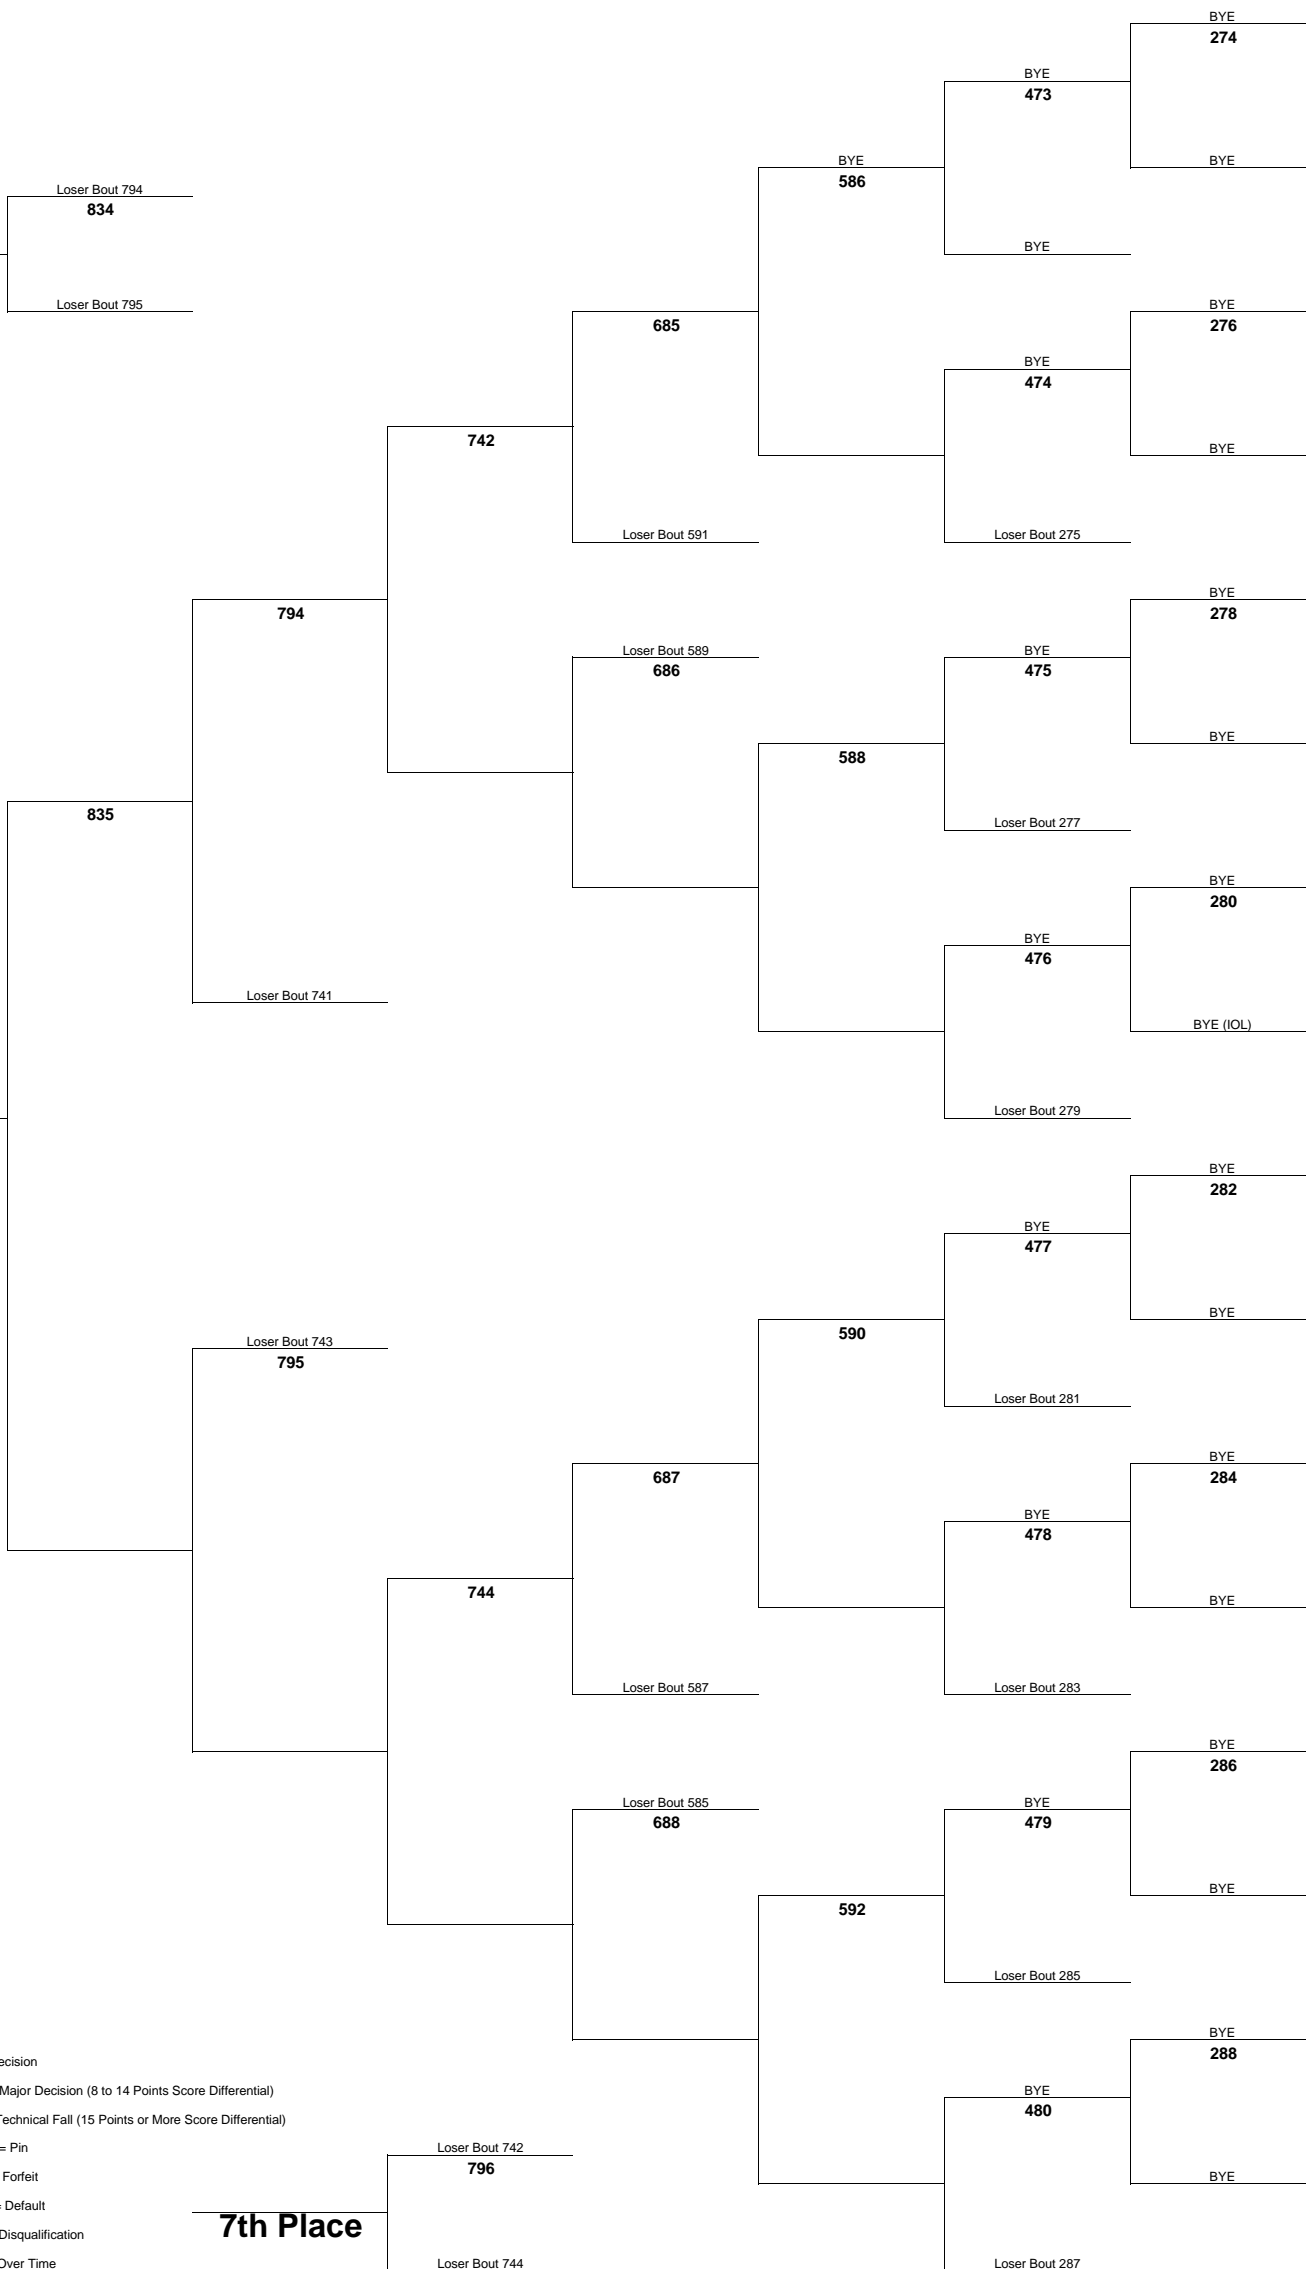 BYE
274
BYE
473
BYE
BYE
586
Loser Bout 794
834
BYE
Loser Bout 795
BYE
685
276
BYE
474
742
BYE
Loser Bout 591
Loser Bout 275
BYE
794
278
Loser Bout 589
BYE
686
475
BYE
588
835
Loser Bout 277
BYE
280
BYE
476
Loser Bout 741
BYE (IOL)
Loser Bout 279
BYE
282
BYE
477
BYE
590
Loser Bout 743
795
Loser Bout 281
BYE
687
284
BYE
478
744
BYE
Loser Bout 587
Loser Bout 283
BYE
286
Loser Bout 585
BYE
688
479
BYE
592
Loser Bout 285
BYE
288
ecision
Major Decision (8 to 14 Points Score Differential)
BYE
480
Technical Fall (15 Points or More Score Differential)
= Pin
Loser Bout 742
796
Forfeit
BYE
= Default
7th Place
Disqualification
Over Time
Loser Bout 744
Loser Bout 287